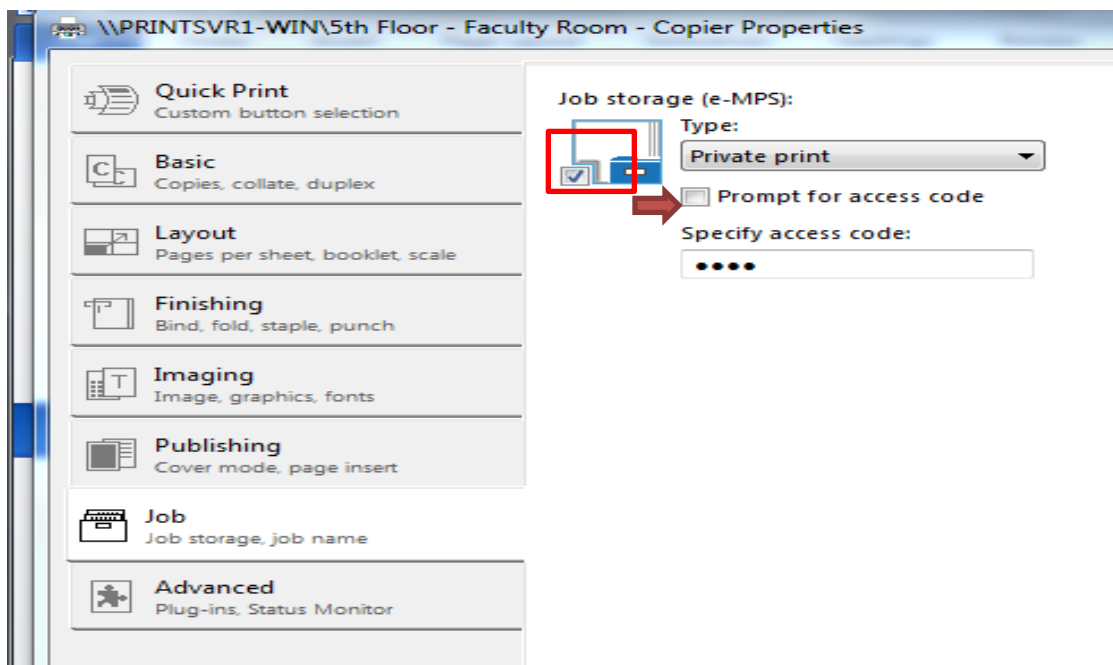 \\PRINTSVR1-WIN\5th Floor - Faculty Room - Copier Properties
Quick Print
Custom button selection
Basic
Copies, collate, duplex
Layout
Pages per sheet, booklet, scale
Finishing
Bind, fold, staple, punch
Imaging
Image, graphics, fonts
Publishing
Cover mode, page insert
Job
Job storage, job name
Advanced
Plug-ins, Status Monitor
Job storage (e-MPS):
Type:
Private print
Prompt for access code
Specify access code:
••••